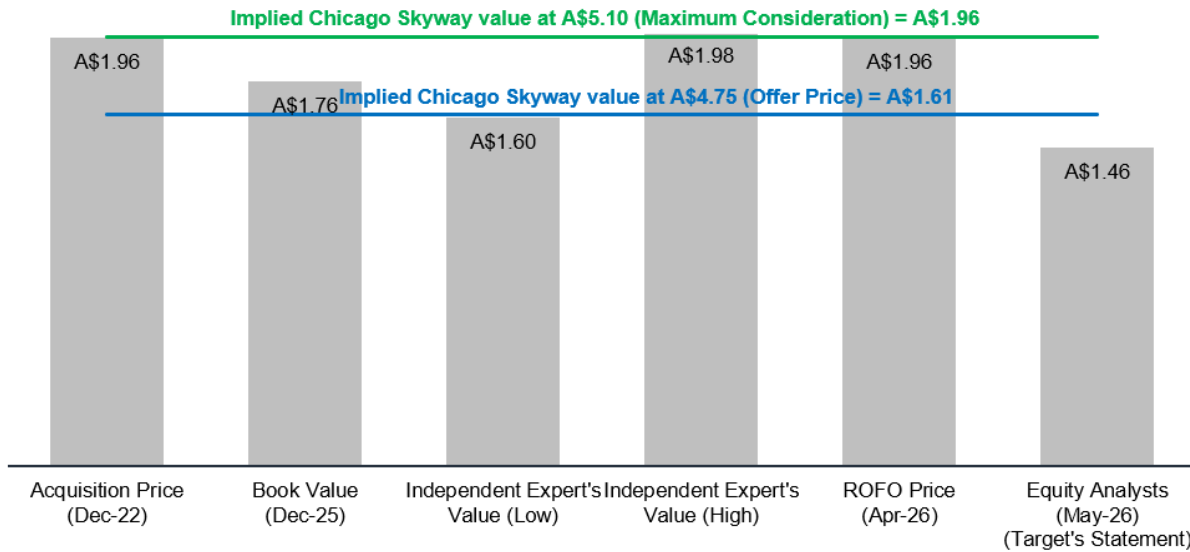 Implied Chicago Skyway value at A$5.10 (Maximum Consideration) = A$1.96
A$1.96
A$1.76
Implied Chicago Skyway value at A$4.75 (Offer Price) = A$1.61
A$1.60
A$1.98
A$1.96
A$1.46
Acquisition Price
(Dec-22)
Book Value
(Dec-25)
Independent Expert's
Value (Low)
Independent Expert's
Value (High)
ROFO Price
(Apr-26)
Equity Analysts
(May-26)
(Target's Statement)